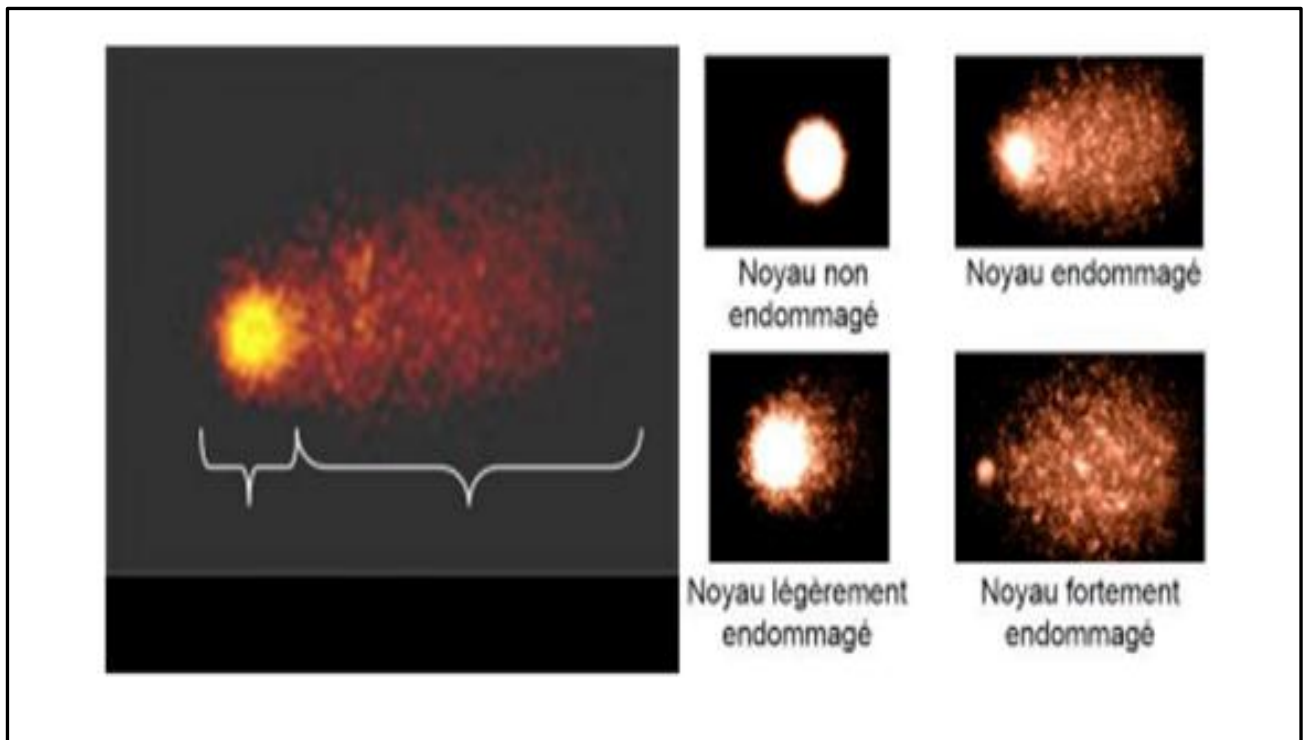 Noyau non
endommagé
Noyau endommagé
Noyau légèrement
endommagé
Noyau fortement
endommagé